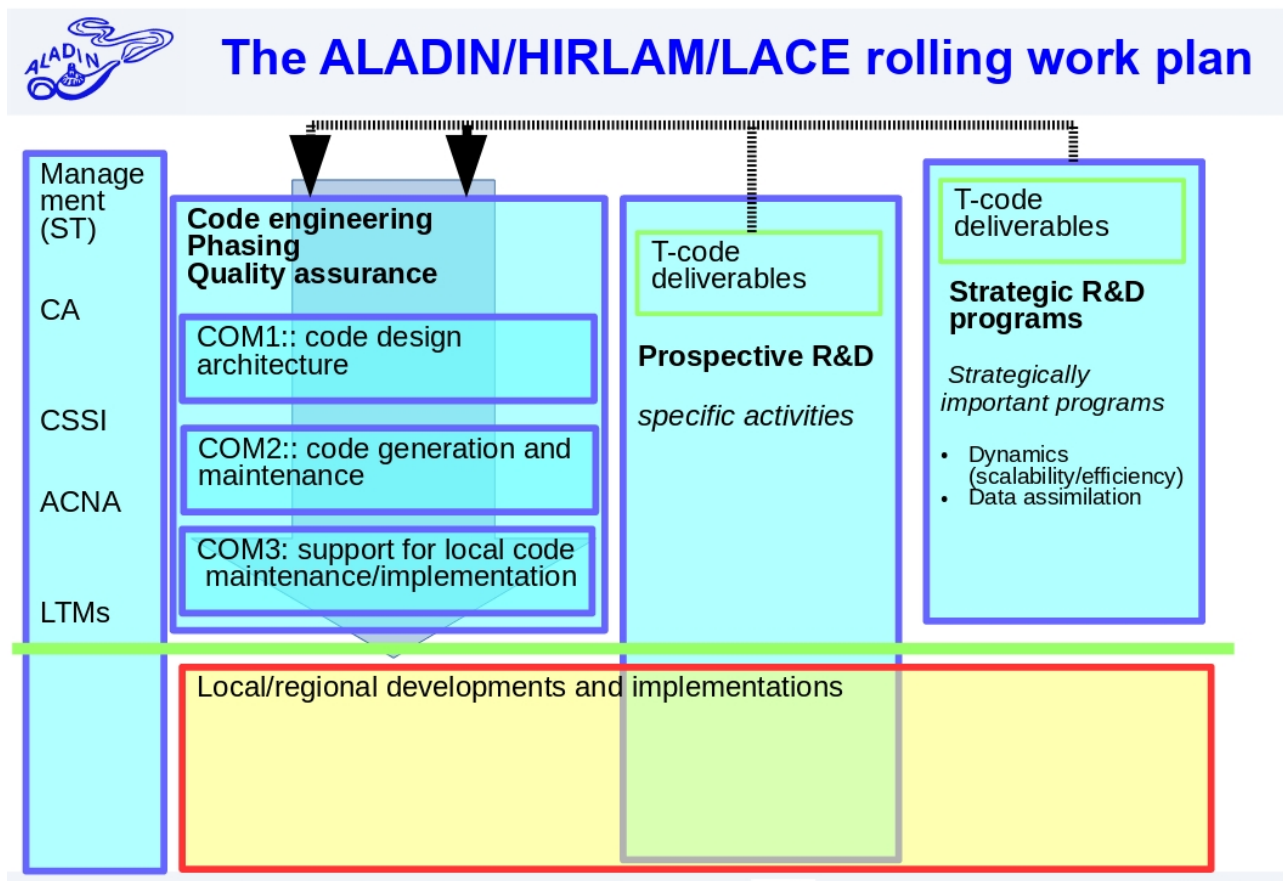 ALADIN
The ALADIN/HIRLAM/LACE rolling work plan
Manage
ment
(ST)
CA
CSSI
ACNA
LTMs
Code engineering
Phasing
Quality assurance
COM1:: code design
architecture
COM2:: code generation and
maintenance
COM3: support for local code
maintenance/implementation
T-code
deliverables
Prospective R&D
specific activities
T-code
deliverables
Strategic R&D
programs
Strategically
important programs
• Dynamics
(scalability/efficiency)
• Data assimilation
Local/regional developments and implementations